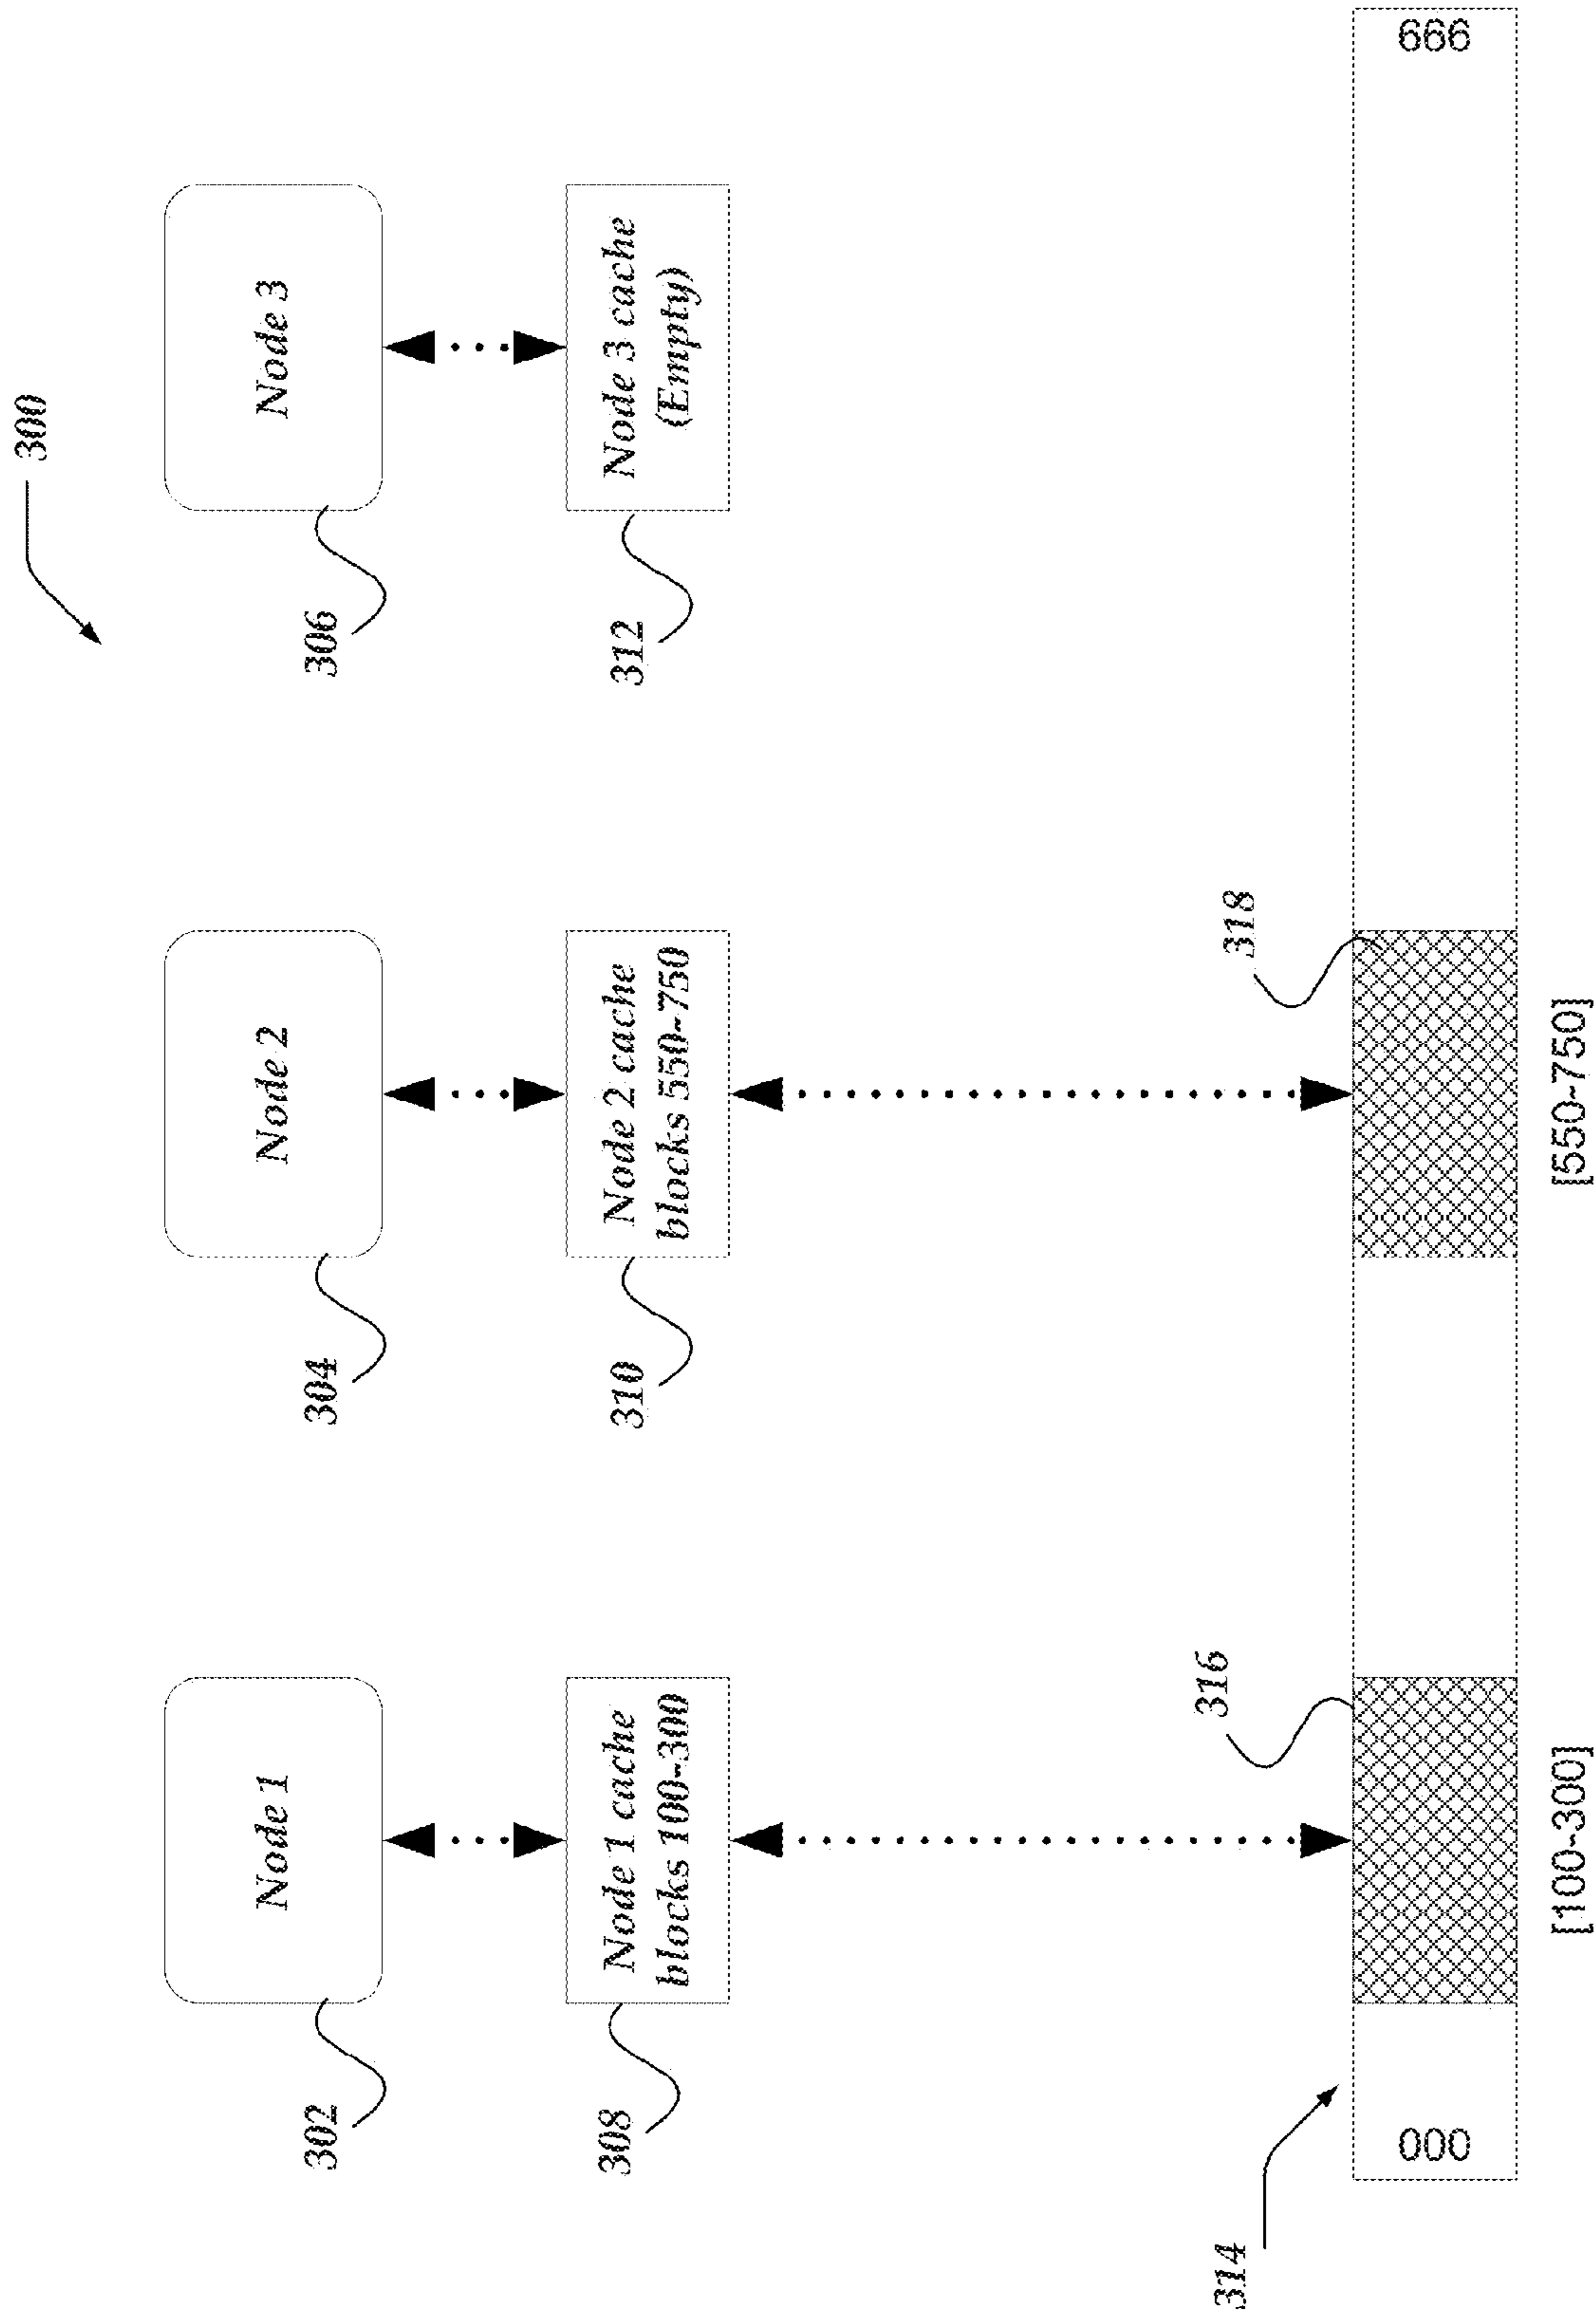 300
Node 1
Node 2
Node 3
302
304
306
Node 1 cache
blocks 100-300
Node 2 cache
blocks 550-750
Node 3 cache
(Empty)
308
310
312
316
318
314
000
999
[100-300]
[550-750]